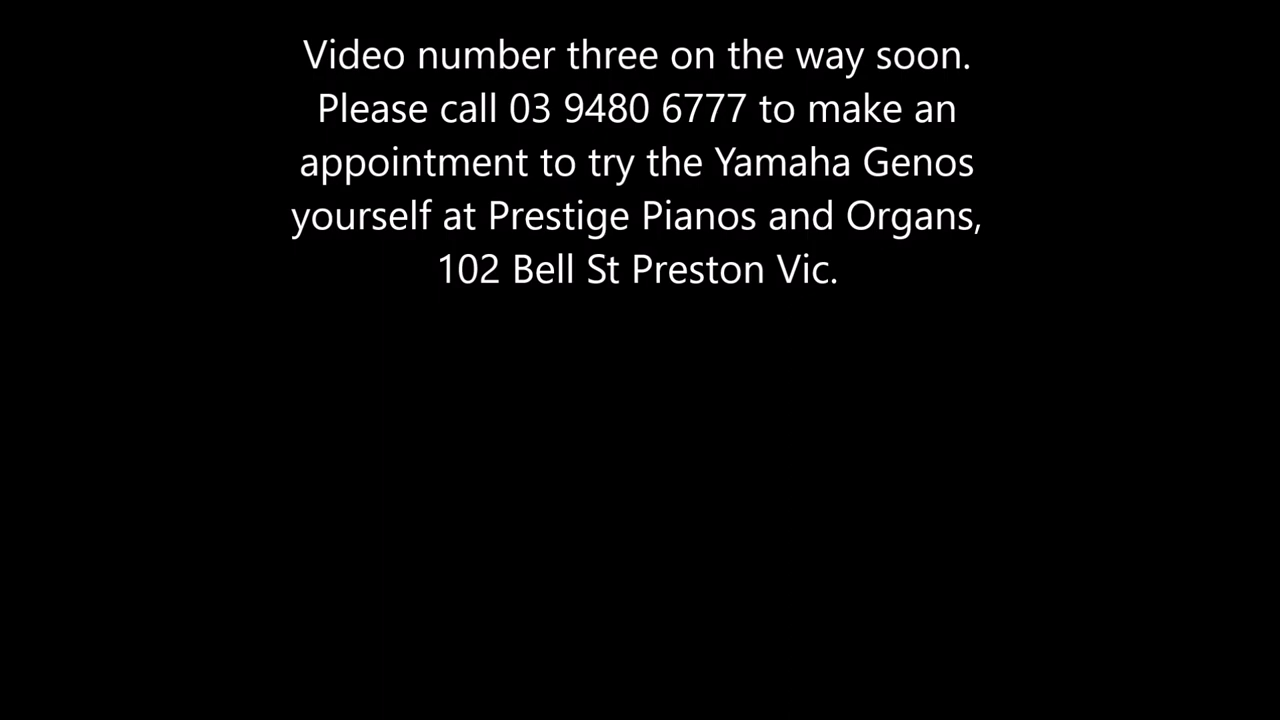 Video number three on the way soon.
Please call 03 9480 6777 to make an
appointment to try the Yamaha Genos
yourself at Prestige Pianos and Organs,
102 Bell St Preston Vic.